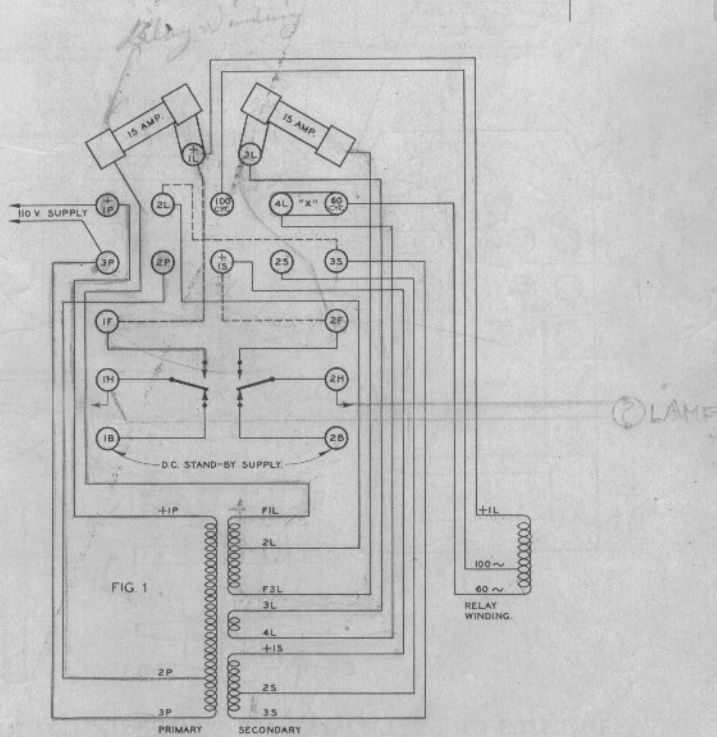 Relay Winding
15 AMP.
15 AMP.
+ 1L
3L
+ 1P
2L
100 CYC
4L
"X"
60 CYC
110 V. SUPPLY
3P
2P
+ 1S
2S
3S
1F
2F
1H
2H
LAMP
1B
2B
D.C. STAND-BY SUPPLY.
+1P
F1L
+1L
2L
100~
FIG. 1
F3L
60~
3L
RELAY
WINDING.
4L
+1S
2P
2S
3P
3S
PRIMARY
SECONDARY